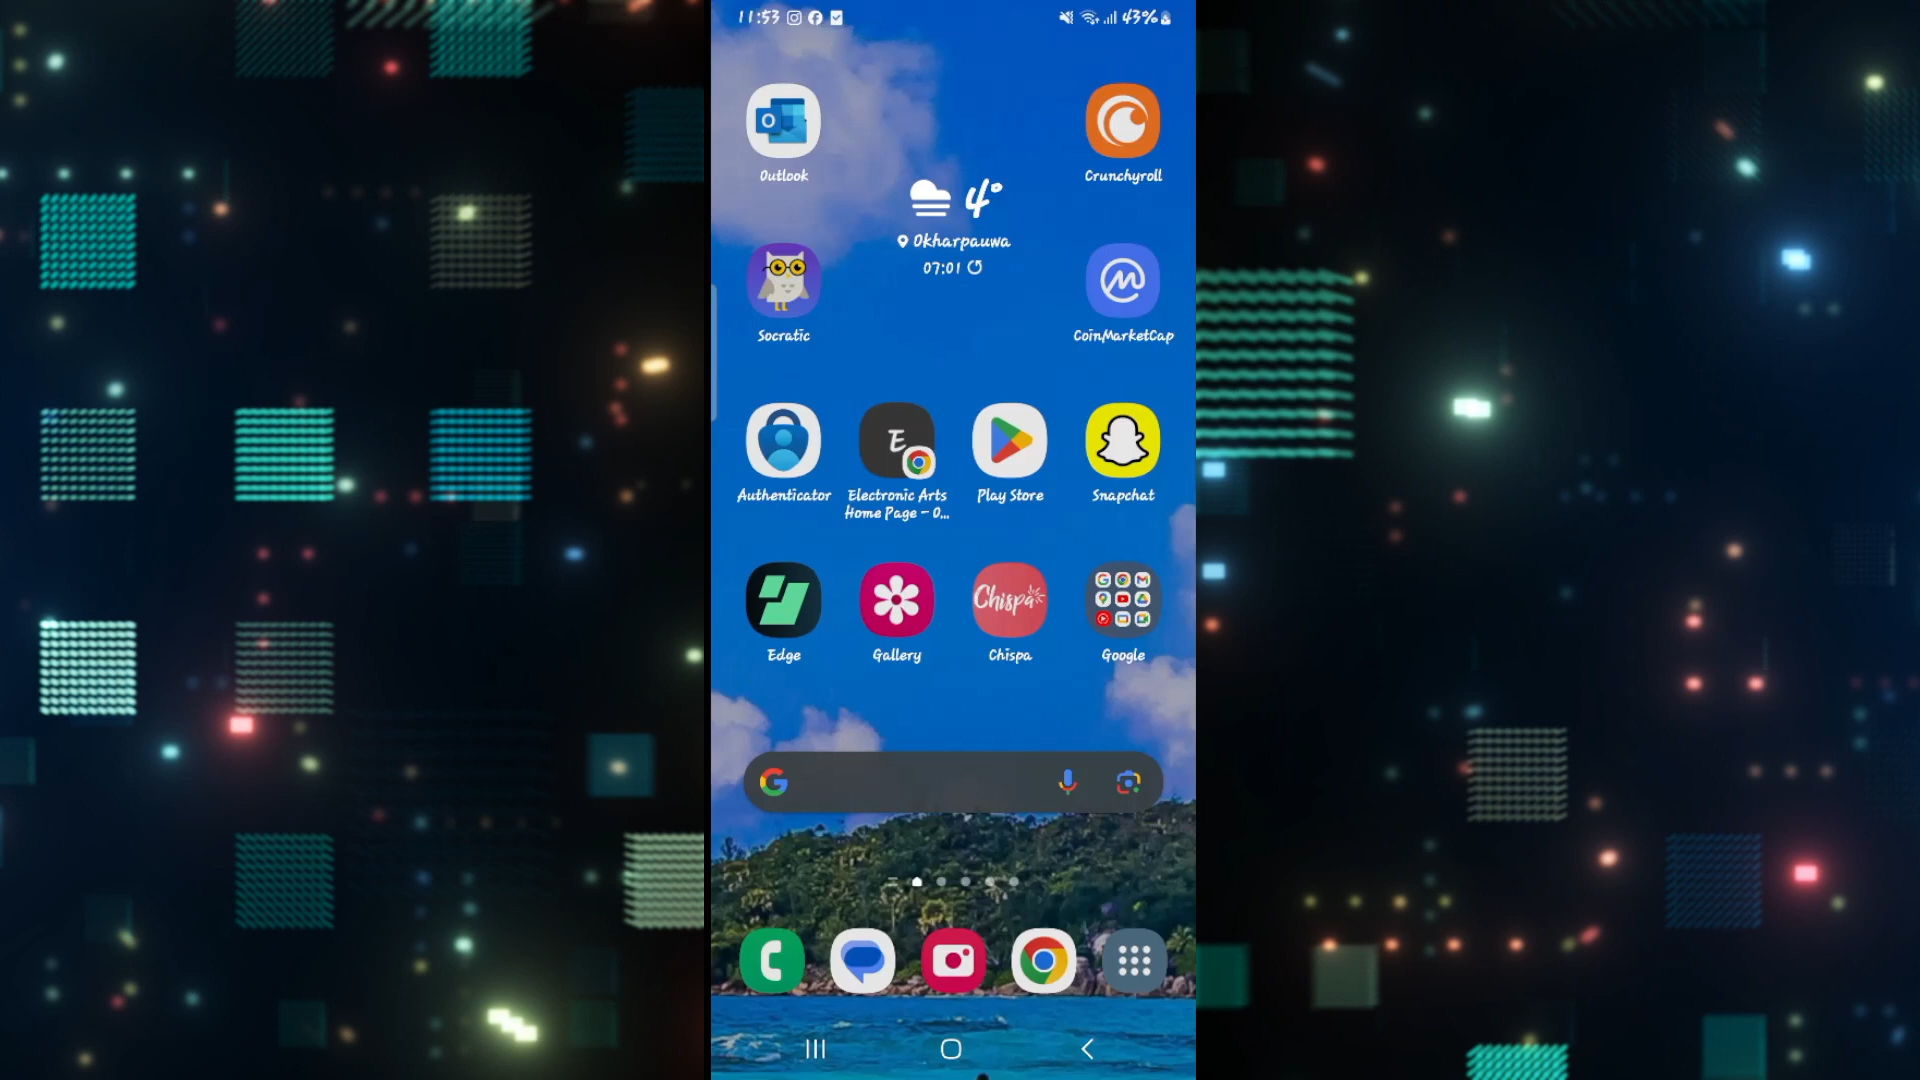 11:53
43%
Outlook
Crunchyroll
4°
Okharpauwa
07:01
Socratic
CoinMarketCap
E
Authenticator
Electronic Arts
Home Page - O...
Play Store
Snapchat
Chispa
Edge
Gallery
Chispa
Google